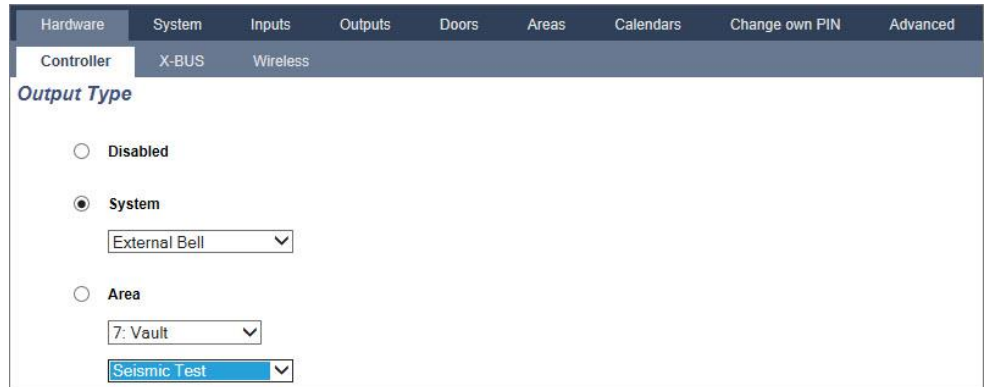 Hardware System Inputs Outputs Doors Areas Calendars Change own PIN Advanced
Controller X-BUS Wireless
Output Type
Disabled
System
External Bell
Area
7: Vault
Seismic Test